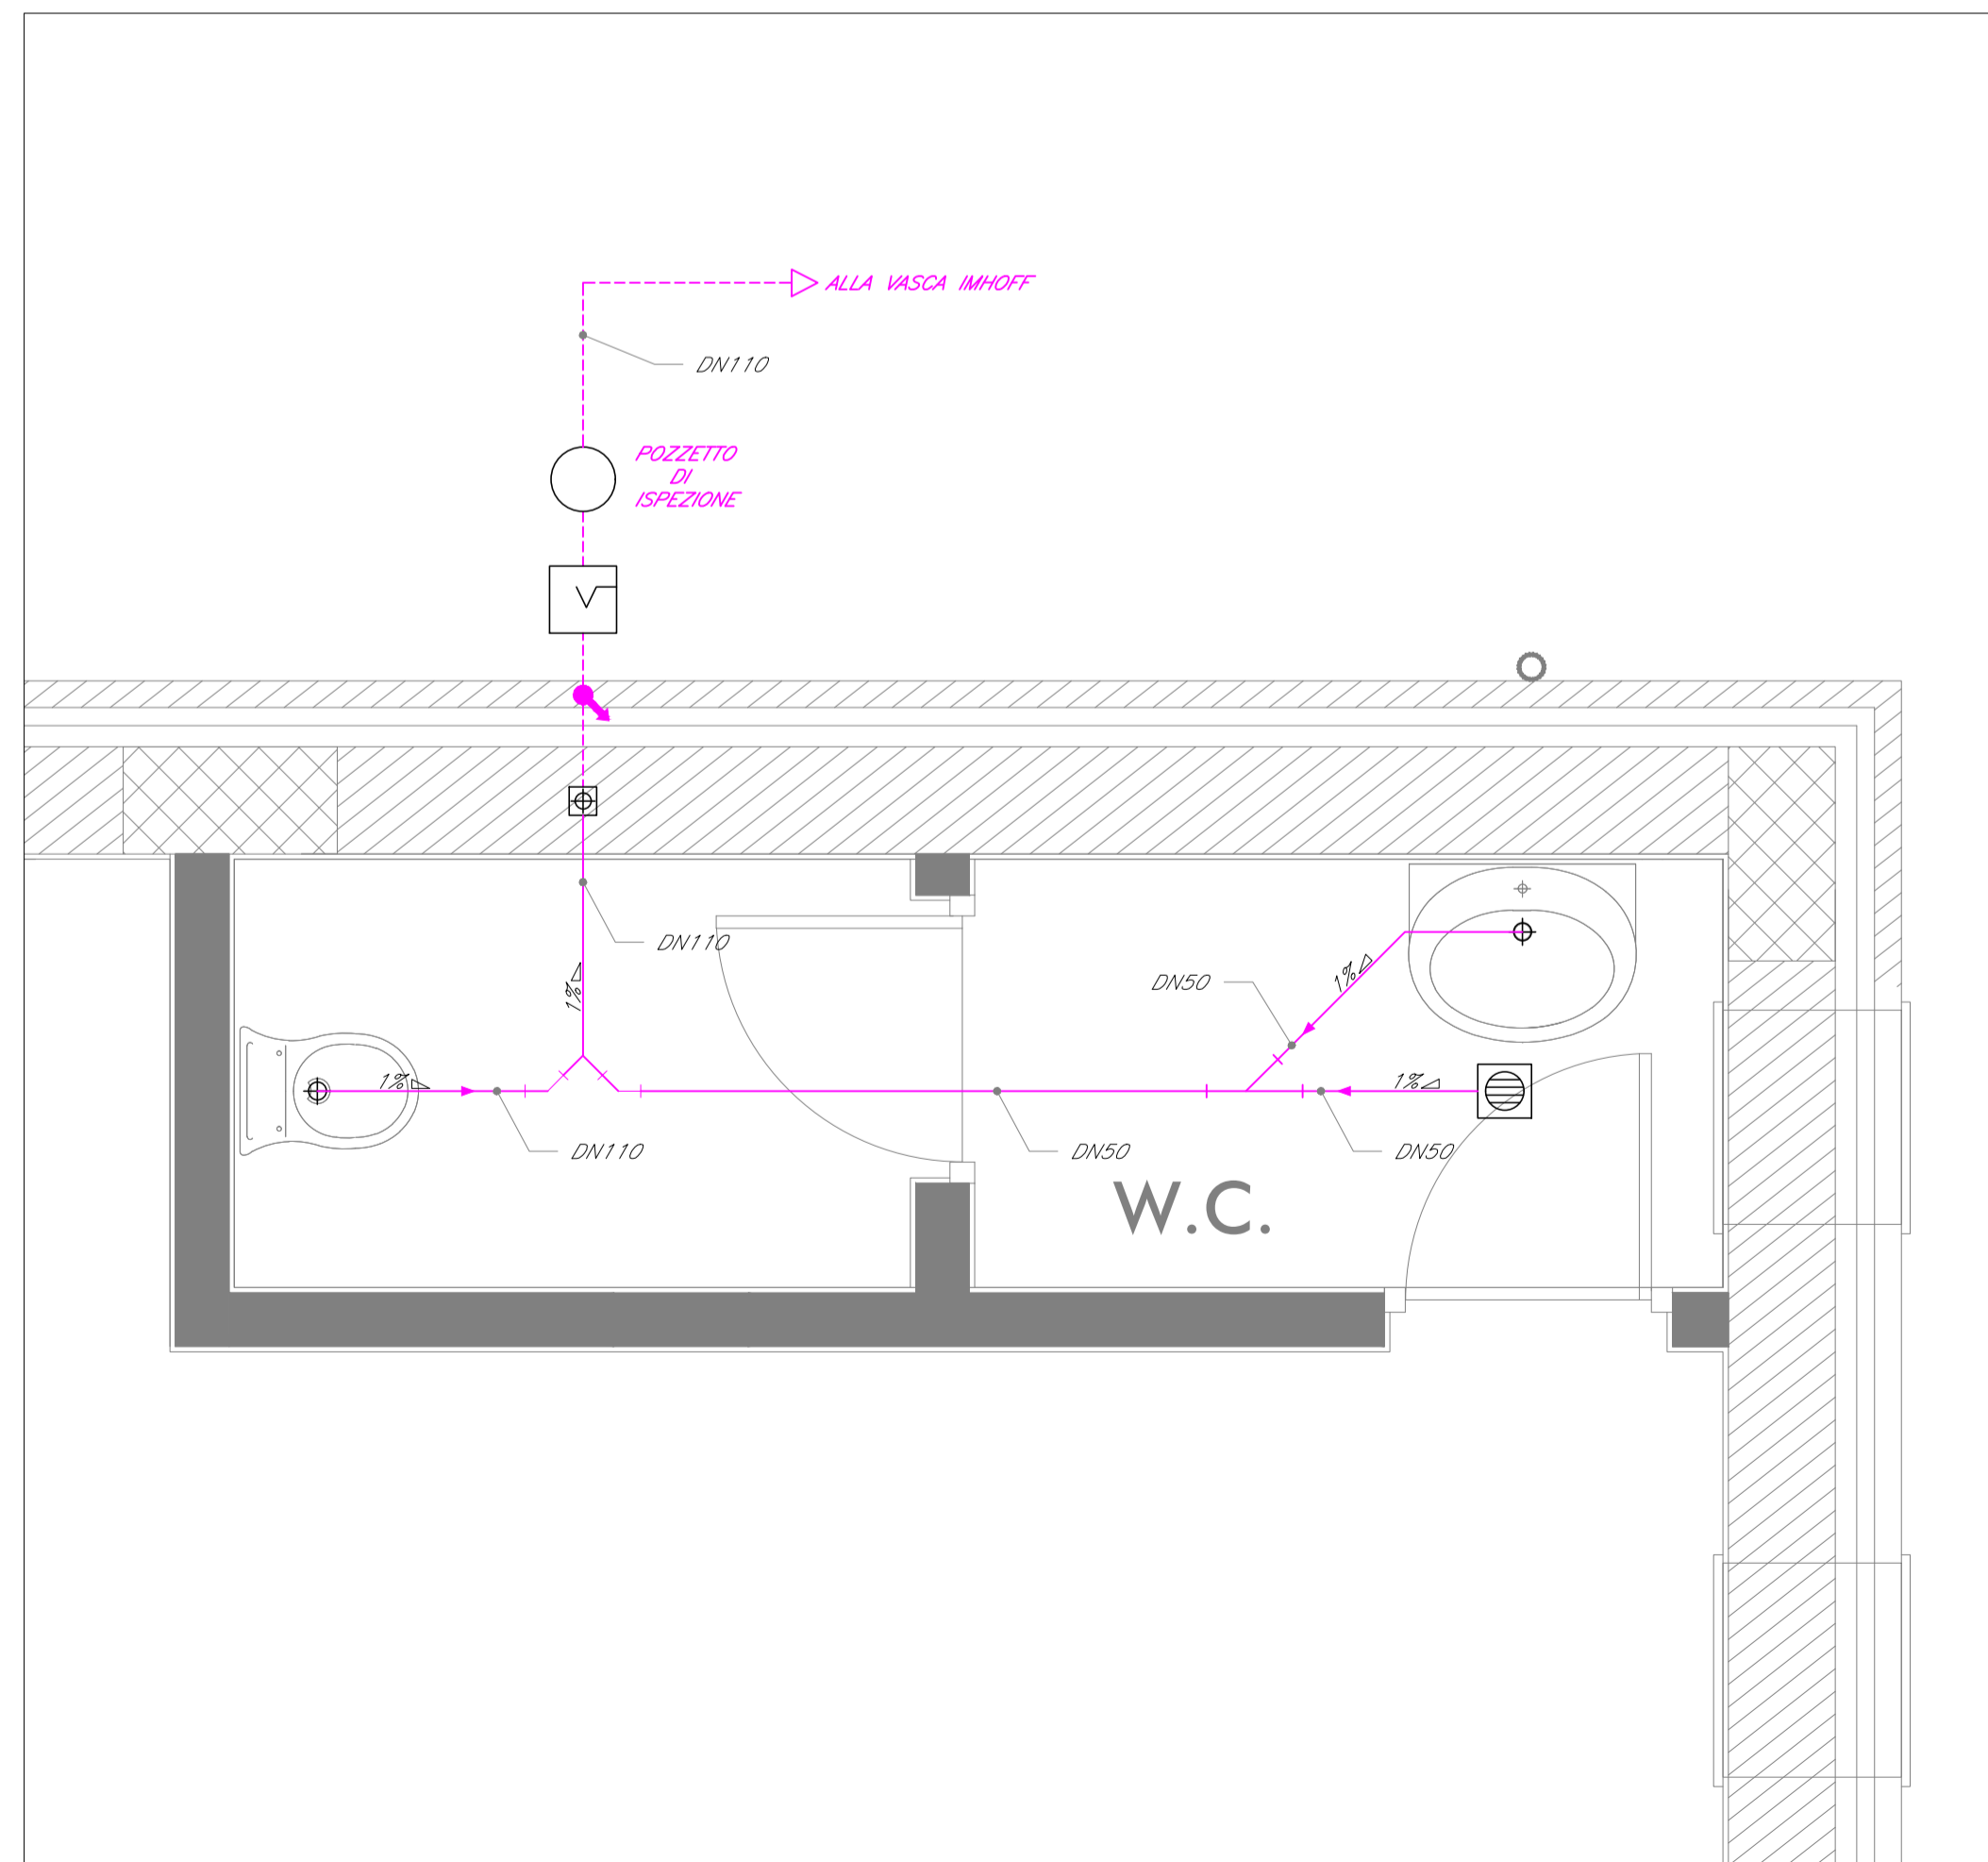 ALLA VASCA IMHOFF
DN110
POZZETTO
DI
ISPEZIONE
DN110
1%
DN50
1%
1%
1%
DN110
DN50
DN50
W.C.